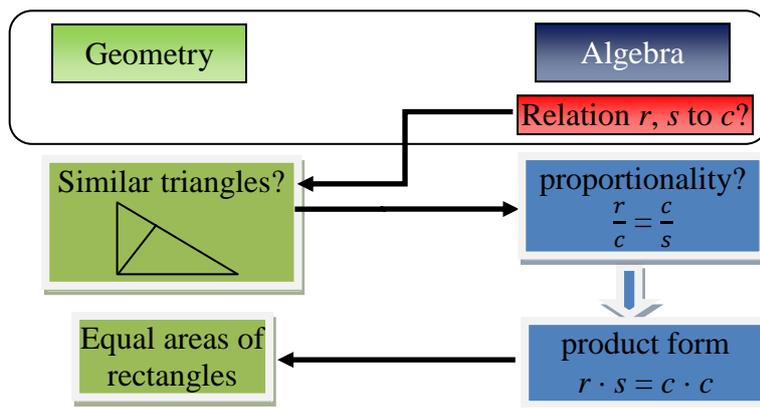 Geometry
Algebra
Relation r, s to c?
Similar triangles?
proportionality?
r/c = c/s
Equal areas of
rectangles
product form
r · s = c · c